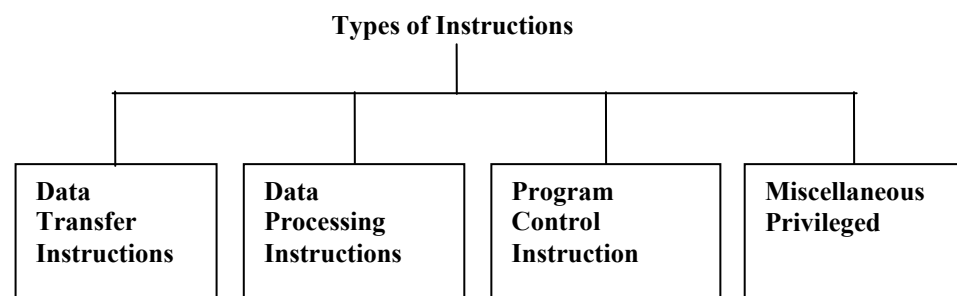 Types of Instructions
Data
Transfer
Instructions
Data
Processing
Instructions
Program
Control
Instruction
Miscellaneous
Privileged